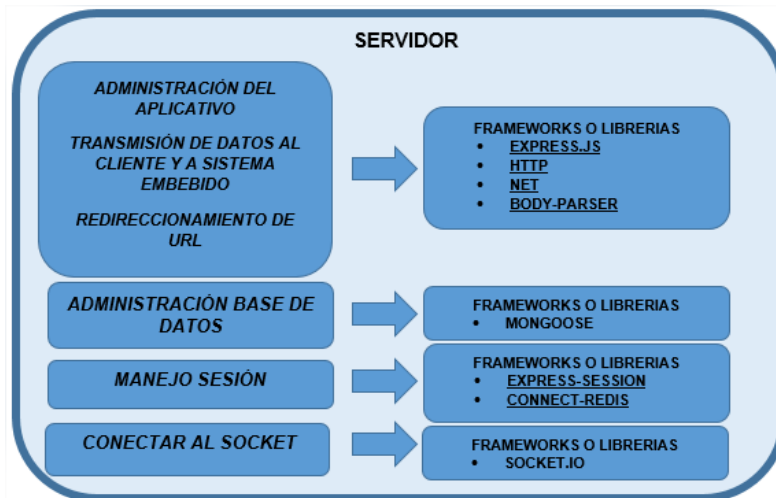 SERVIDOR
ADMINISTRACIÓN DEL
APLICATIVO
TRANSMISIÓN DE DATOS AL
CLIENTE Y A SISTEMA
EMBEBIDO
REDIRECCIONAMIENTO DE
URL
FRAMEWORKS O LIBRERIAS
• EXPRESS.JS
• HTTP
• NET
• BODY-PARSER
ADMINISTRACIÓN BASE DE
DATOS
FRAMEWORKS O LIBRERIAS
• MONGOOSE
MANEJO SESIÓN
FRAMEWORKS O LIBRERIAS
• EXPRESS-SESSION
• CONNECT-REDIS
CONECTAR AL SOCKET
FRAMEWORKS O LIBRERIAS
• SOCKET.IO